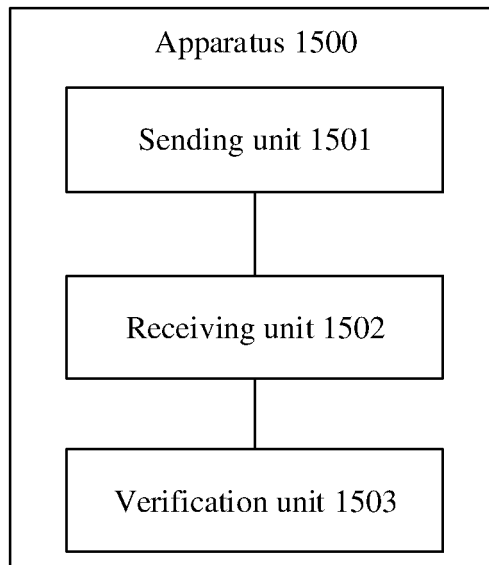 Apparatus 1500
Sending unit 1501
Receiving unit 1502
Verification unit 1503